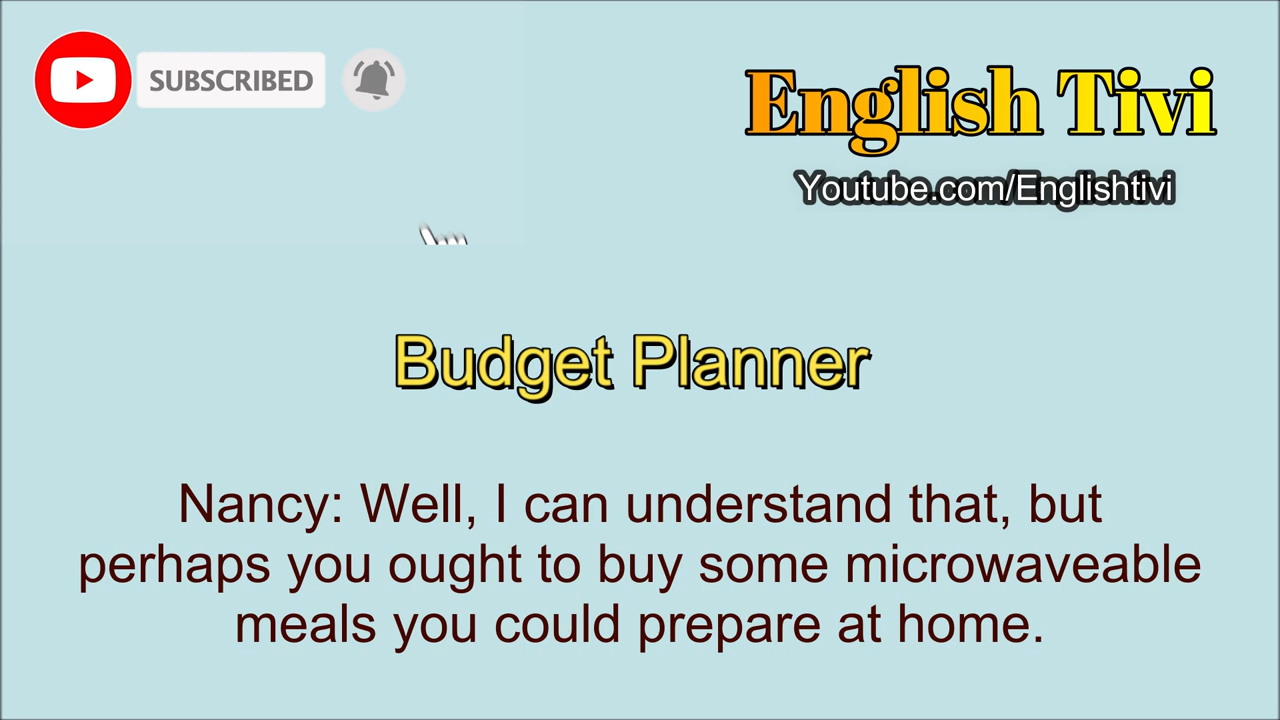 SUBSCRIBED
English Tivi
Youtube.com/Englishtivi
Budget Planner
Nancy: Well, I can understand that, but
perhaps you ought to buy some microwaveable
meals you could prepare at home.